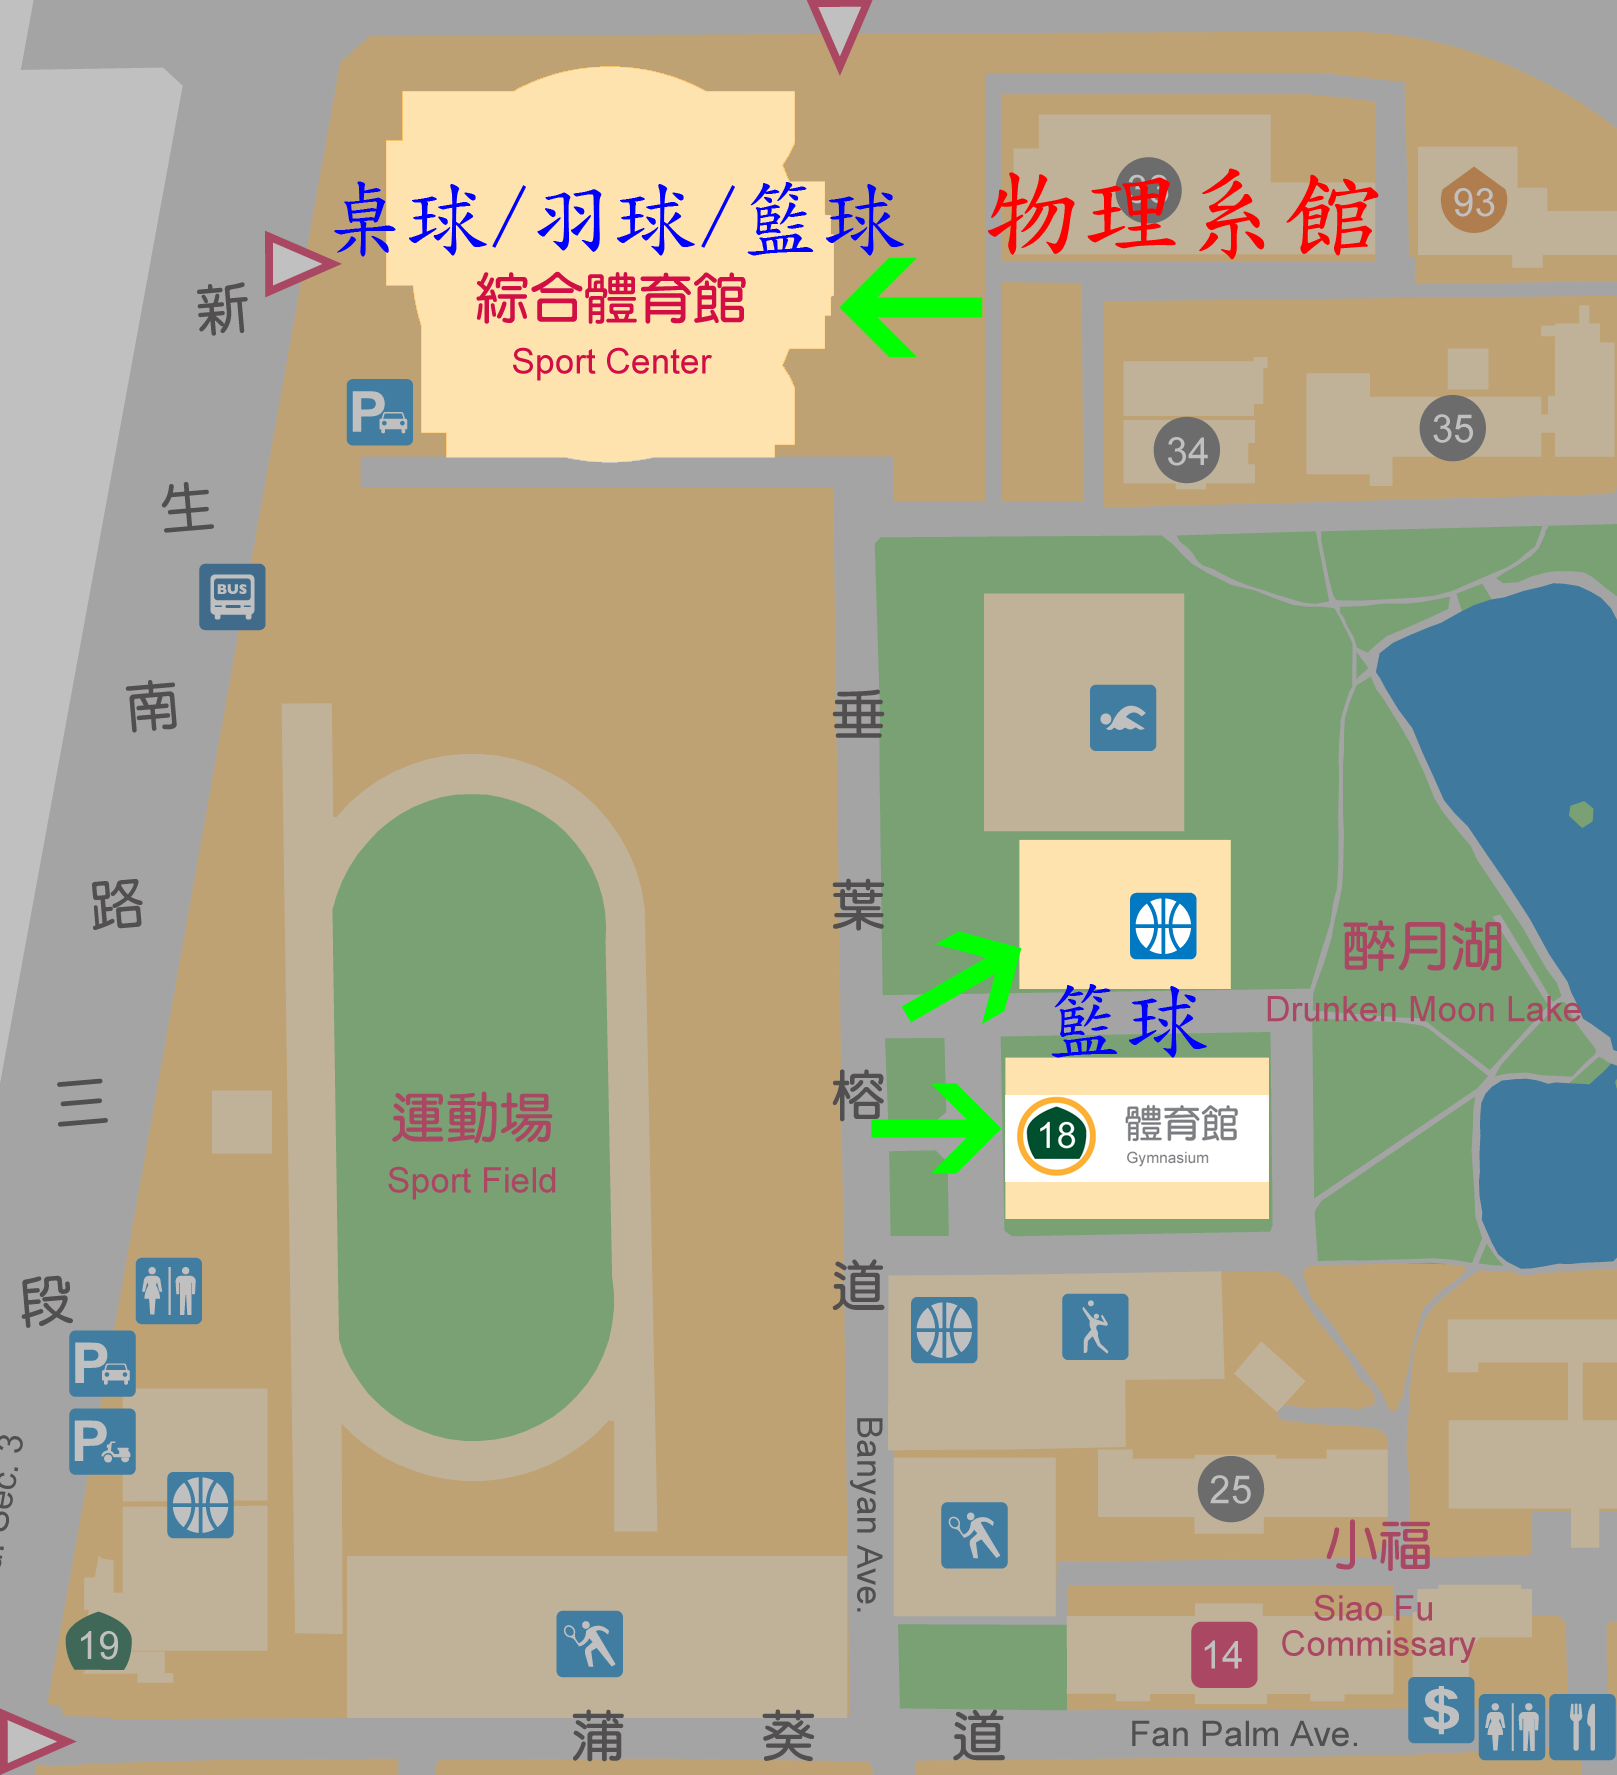 桌球/羽球/籃球
物理系館
93
綜合體育館
Sport Center
P
34
35
BUS
醉月湖
Drunken Moon Lake
籃球
18
體育館
Gymnasium
運動場
Sport Field
新生南路三段
Sec. 3
垂葉榕道
Banyan Ave.
P
P
25
小福
Siao Fu
Commissary
19
14
$
蒲葵道
Fan Palm Ave.